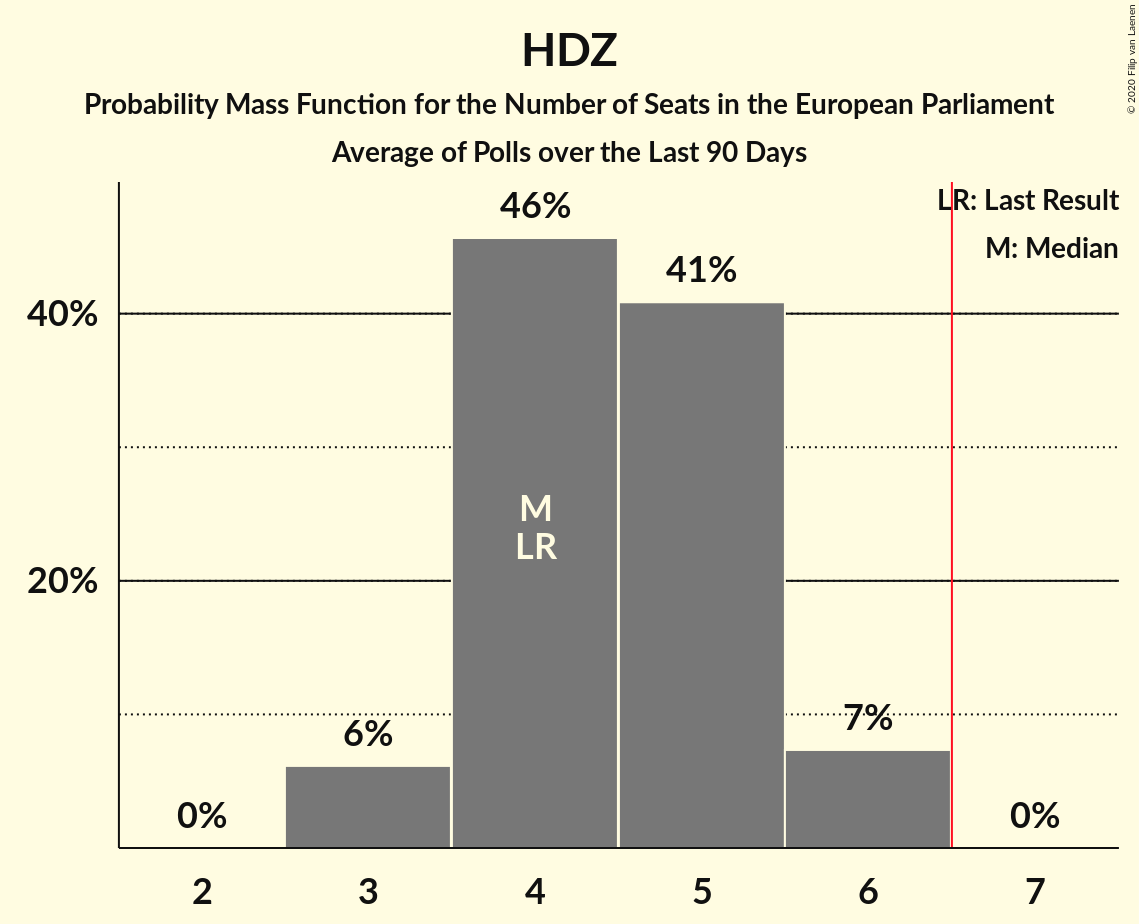 HDZ
Probability Mass Function for the Number of Seats in the European Parliament
Average of Polls over the Last 90 Days
© 2020 Filip van Laenen
LR: Last Result
M: Median
46%
41%
40%
M
LR
20%
6%
7%
0%
0%
2 3 4 5 6 7